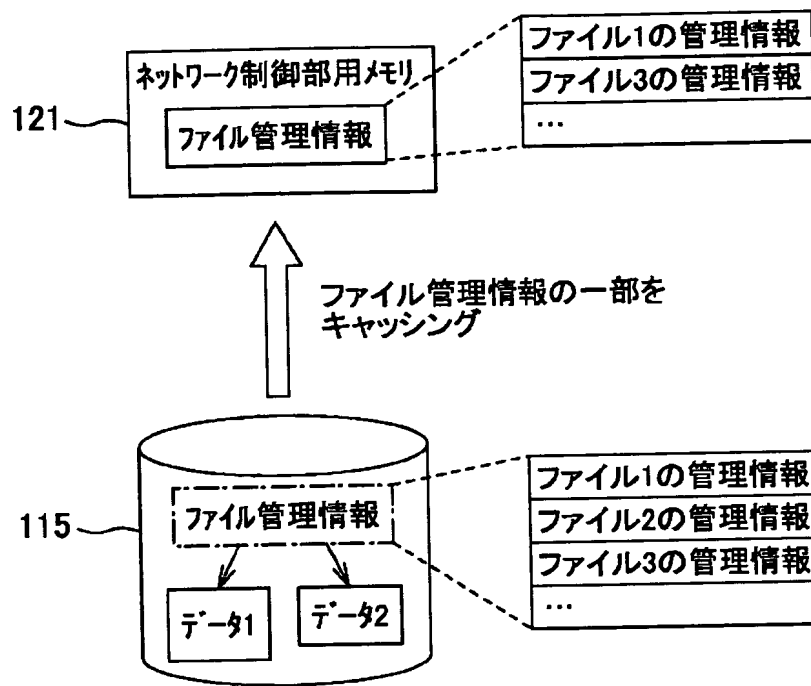 ネットワーク制御部用メモリ
121
ファイル管理情報
ファイル1の管理情報
ファイル3の管理情報
…
ファイル管理情報の一部を
キャッシング
115
ファイル管理情報
データ1
データ2
ファイル1の管理情報
ファイル2の管理情報
ファイル3の管理情報
…